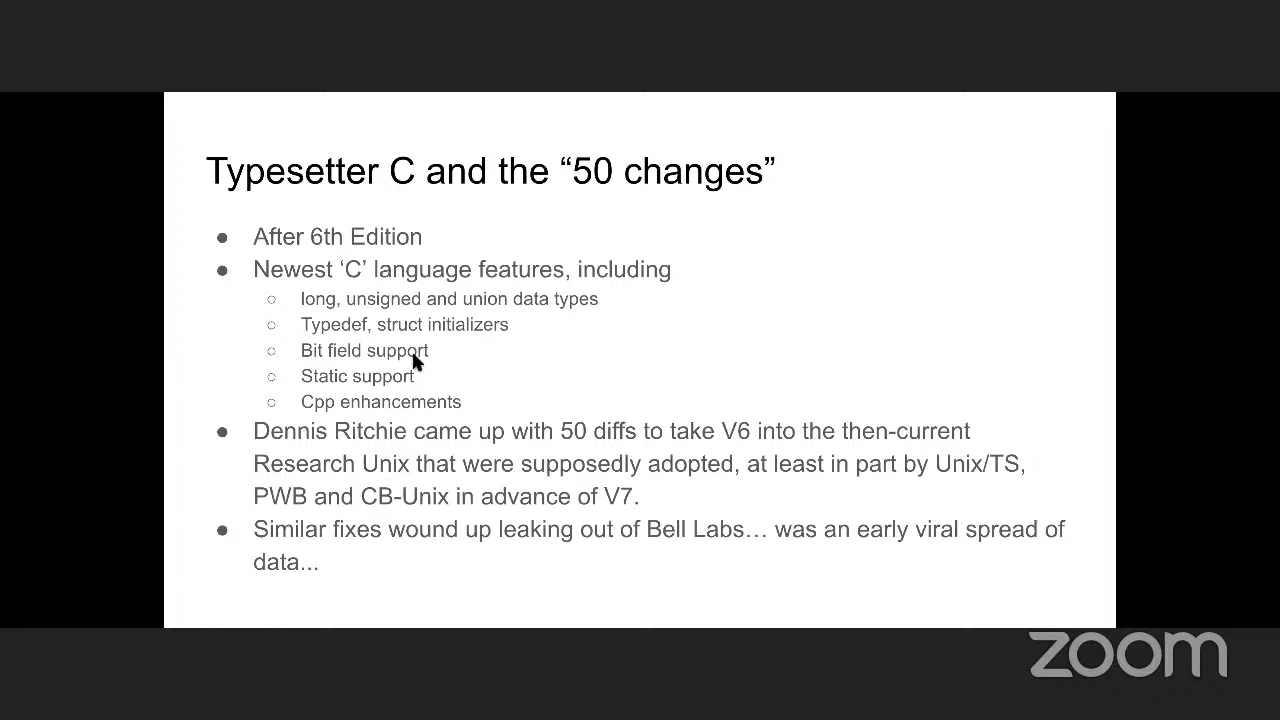 Typesetter C and the “50 changes”
● After 6th Edition
● Newest ‘C’ language features, including
○ long, unsigned and union data types
○ Typedef, struct initializers
○ Bit field support
○ Static support
○ Cpp enhancements
● Dennis Ritchie came up with 50 diffs to take V6 into the then-current
Research Unix that were supposedly adopted, at least in part by Unix/TS,
PWB and CB-Unix in advance of V7.
● Similar fixes wound up leaking out of Bell Labs… was an early viral spread of
data...
zoom